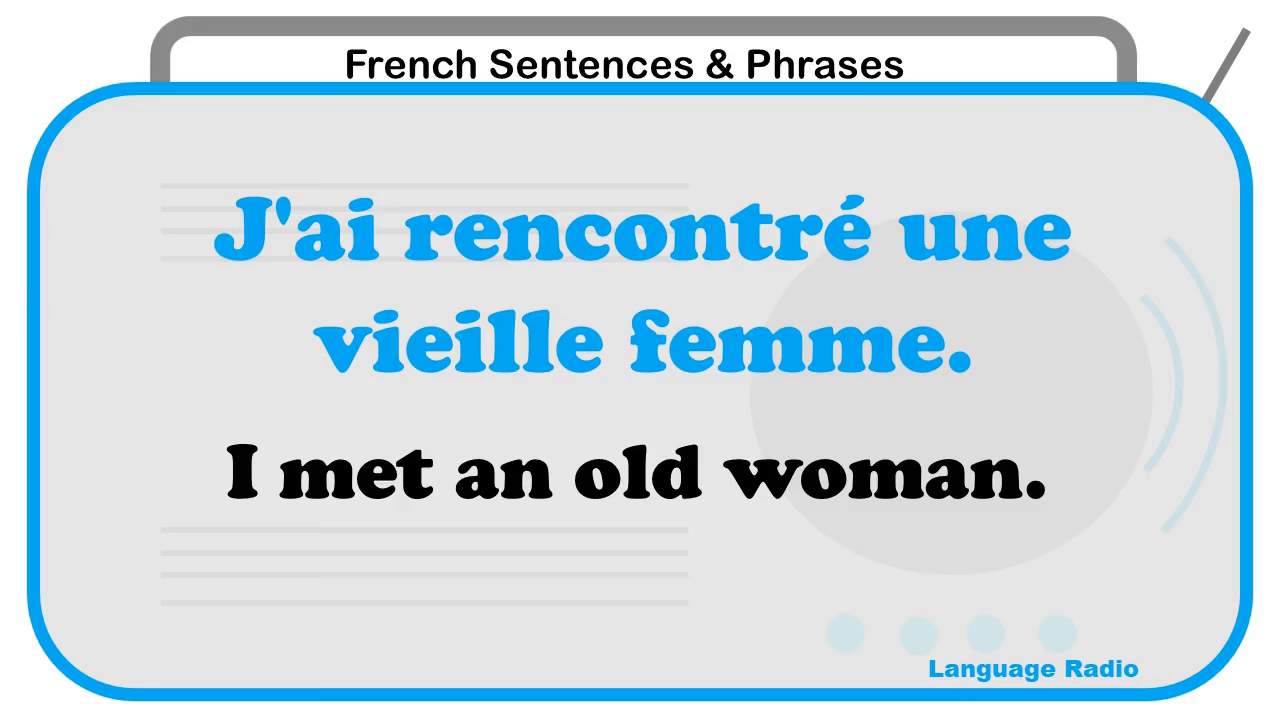 French Sentences & Phrases
J'ai rencontré une
vieille femme.
I met an old woman.
Language Radio